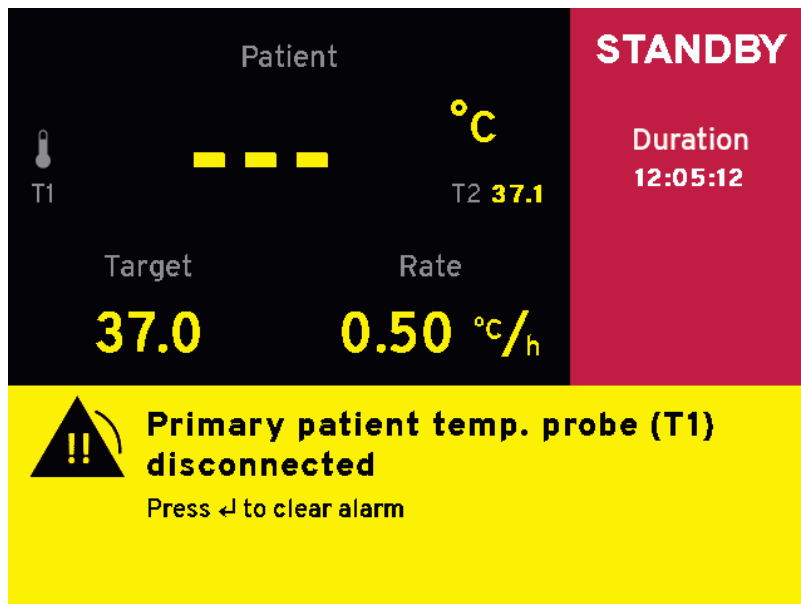 Patient
STANDBY
T1
---
°C
T2 37.1
Duration
12:05:12
Target
37.0
Rate
0.50 °C/h
!!
Primary patient temp. probe (T1)
disconnected
Press ↵ to clear alarm